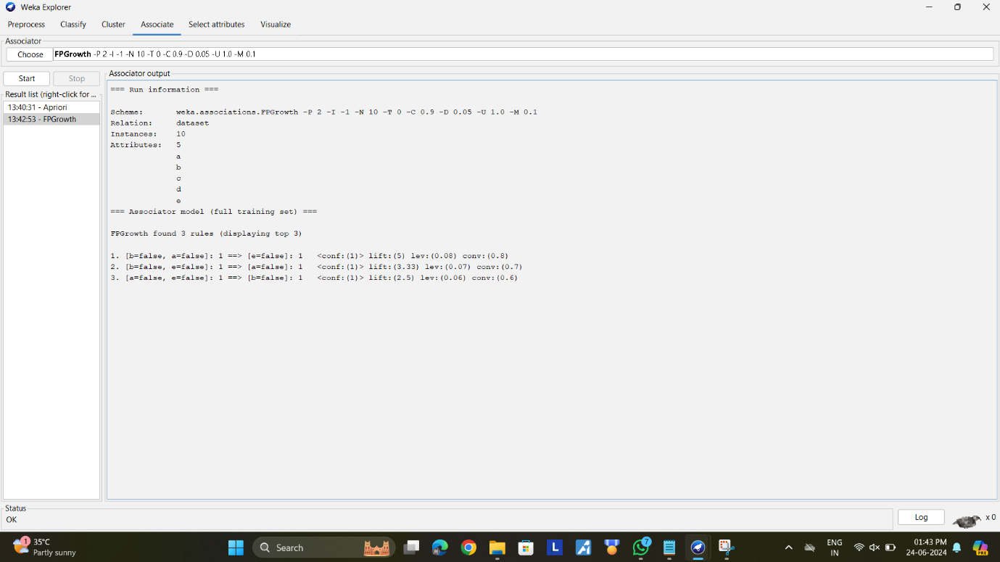 Weka Explorer
Preprocess Classify Cluster Associate Select attributes Visualize
Associator
Choose FPGrowth -P 2 -I -1 -N 10 -T 0 -C 0.9 -D 0.05 -U 1.0 -M 0.1
Start Stop
Result list (right-click for ...
13:40:31 - Apriori
13:42:53 - FPGrowth
Associator output
=== Run information ===
Scheme: weka.associations.FPGrowth -P 2 -I -1 -N 10 -T 0 -C 0.9 -D 0.05 -U 1.0 -M 0.1
Relation: dataset
Instances: 10
Attributes: 5
a
b
c
d
e
=== Associator model (full training set) ===
FPGrowth found 3 rules (displaying top 3)
1. [b=false, a=false]: 1 ==> [e=false]: 1 <conf:(1)> lift:(5) lev:(0.08) conv:(0.8)
2. [b=false, e=false]: 1 ==> [a=false]: 1 <conf:(1)> lift:(3.33) lev:(0.07) conv:(0.7)
3. [a=false, e=false]: 1 ==> [b=false]: 1 <conf:(1)> lift:(2.5) lev:(0.06) conv:(0.6)
Status
OK
Log
x 0
1
35°C
Partly sunny
Search
L
7
ENG
IN
01:43 PM
24-06-2024
PRE